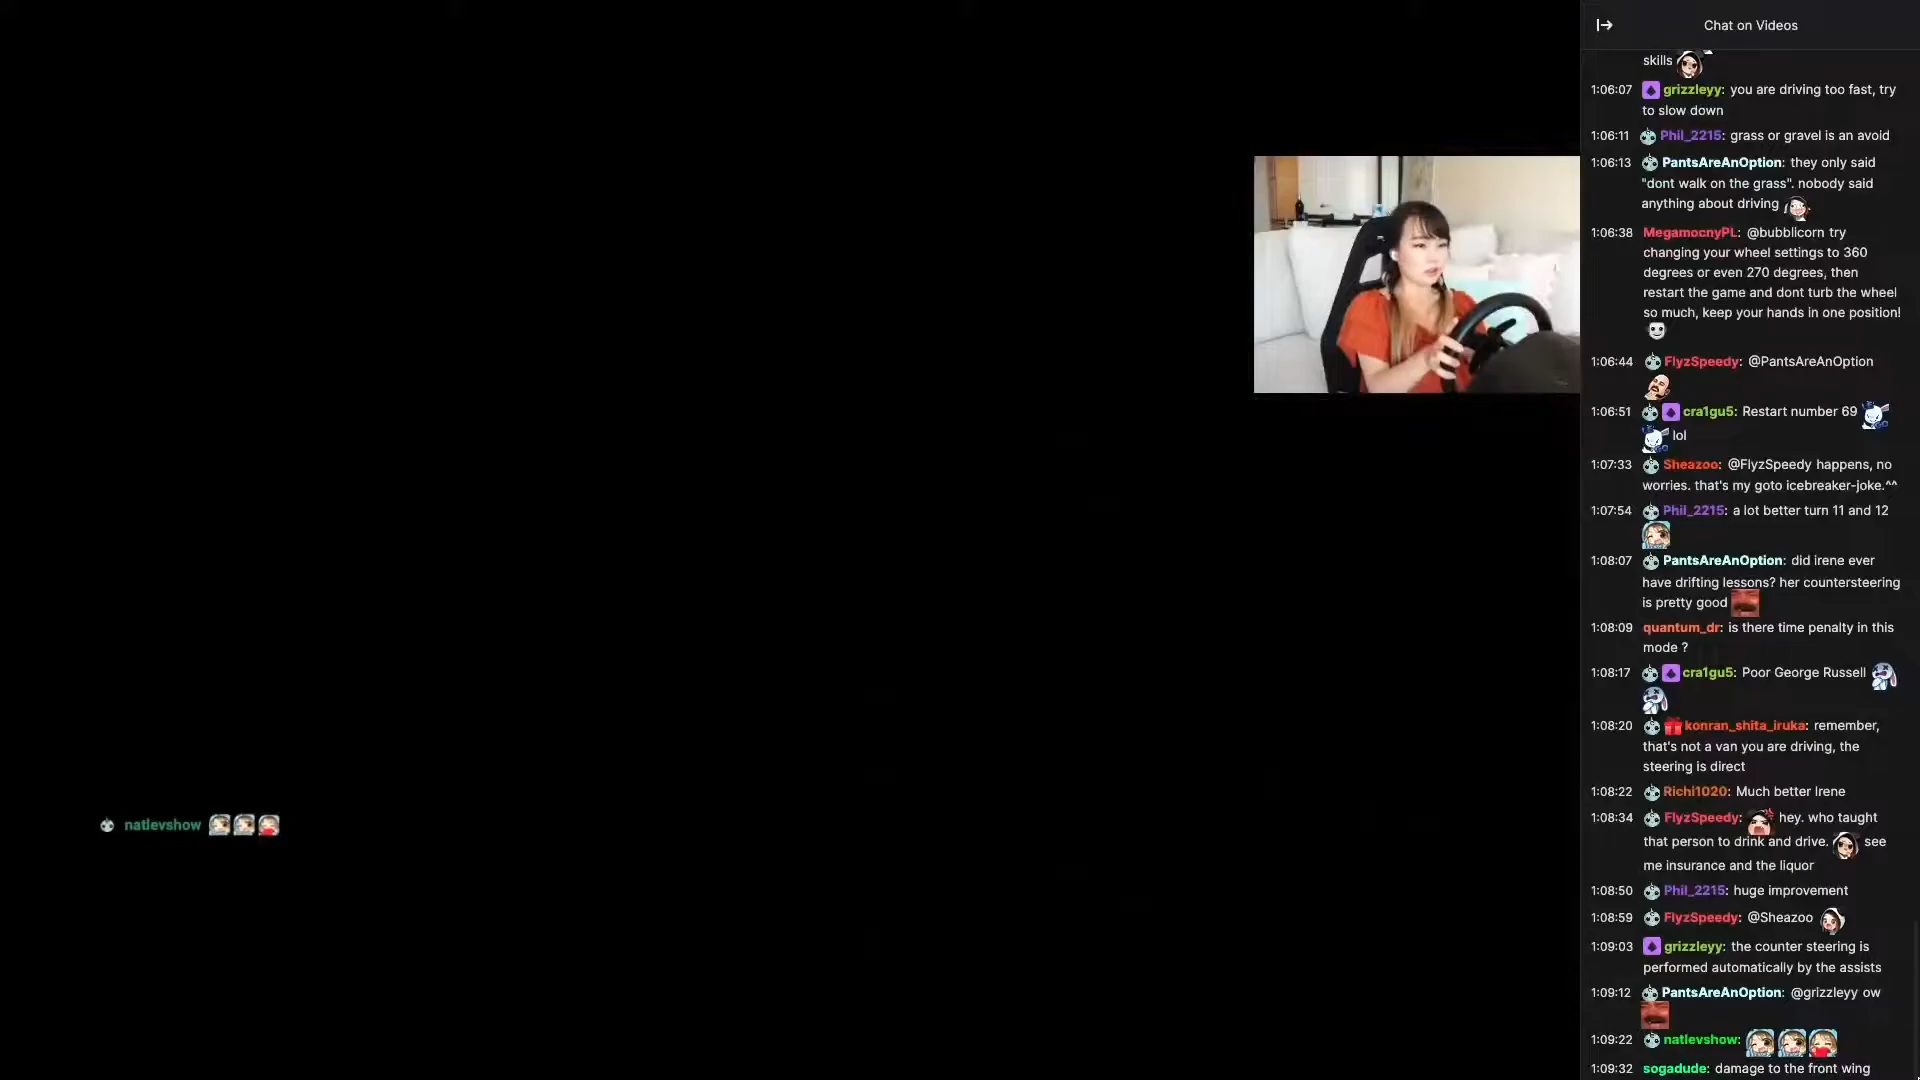 Chat on Videos
skills
1:06:07 grizzleyy: you are driving too fast, try
to slow down
1:06:11 Phil_2215: grass or gravel is an avoid
1:06:13 PantsAreAnOption: they only said
"dont walk on the grass". nobody said
anything about driving
1:06:38 MegamocnyPL: @bubblicorn try
changing your wheel settings to 360
degrees or even 270 degrees, then
restart the game and dont turb the wheel
so much, keep your hands in one position!
1:06:44 FlyzSpeedy: @PantsAreAnOption
1:06:51 cra1gu5: Restart number 69
lol
1:07:33 Sheazoo: @FlyzSpeedy happens, no
worries. that's my goto icebreaker-joke.^^
1:07:54 Phil_2215: a lot better turn 11 and 12
1:08:07 PantsAreAnOption: did irene ever
have drifting lessons? her countersteering
is pretty good
1:08:09 quantum_dr: is there time penalty in this
mode ?
1:08:17 cra1gu5: Poor George Russell
1:08:20 konran_shita_iruka: remember,
that's not a van you are driving, the
steering is direct
1:08:22 Richi1020: Much better Irene
1:08:34 FlyzSpeedy: hey. who taught
that person to drink and drive. see
me insurance and the liquor
1:08:50 Phil_2215: huge improvement
1:08:59 FlyzSpeedy: @Sheazoo
1:09:03 grizzleyy: the counter steering is
performed automatically by the assists
1:09:12 PantsAreAnOption: @grizzleyy ow
1:09:22 natlevshow:
1:09:32 sogadude: damage to the front wing
natlevshow